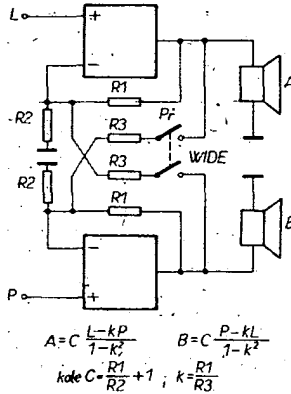 L
+
−
A
R1
R2
R3
Př
R3
WIDE
R2
R1
B
−
P
+
A=C (L-kP)/(1-k²) B=C (P-kL)/(1-k²)
kde C=R1/R2+1 ; k=R1/R3